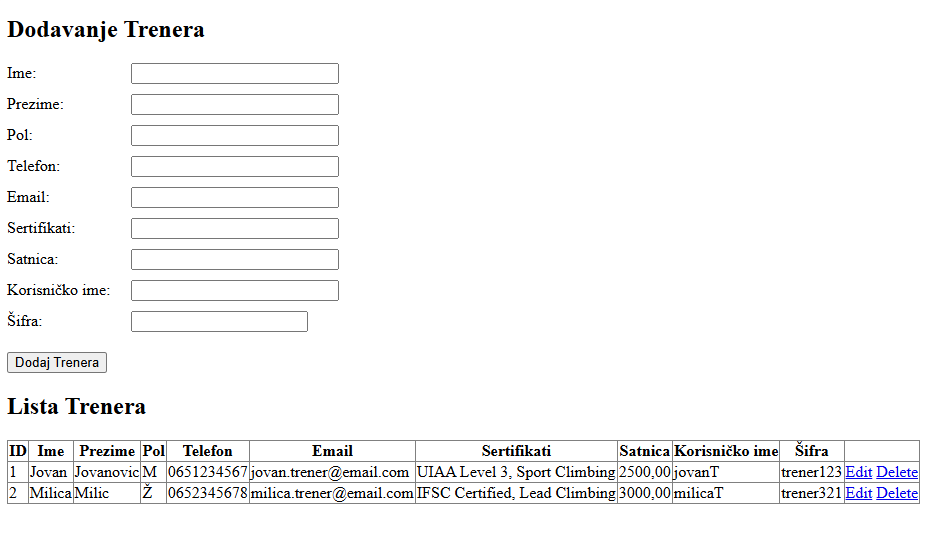 Dodavanje Trenera
Ime:
Prezime:
Pol:
Telefon:
Email:
Sertifikati:
Satnica:
Korisničko ime:
Šifra:
Dodaj Trenera
Lista Trenera
ID Ime Prezime Pol Telefon Email Sertifikati Satnica Korisničko ime Šifra
1 Jovan Jovanovic M 0651234567 jovan.trener@email.com UIAA Level 3, Sport Climbing 2500,00 jovanT trener123 Edit Delete
2 Milica Milic Ž 0652345678 milica.trener@email.com IFSC Certified, Lead Climbing 3000,00 milicaT trener321 Edit Delete